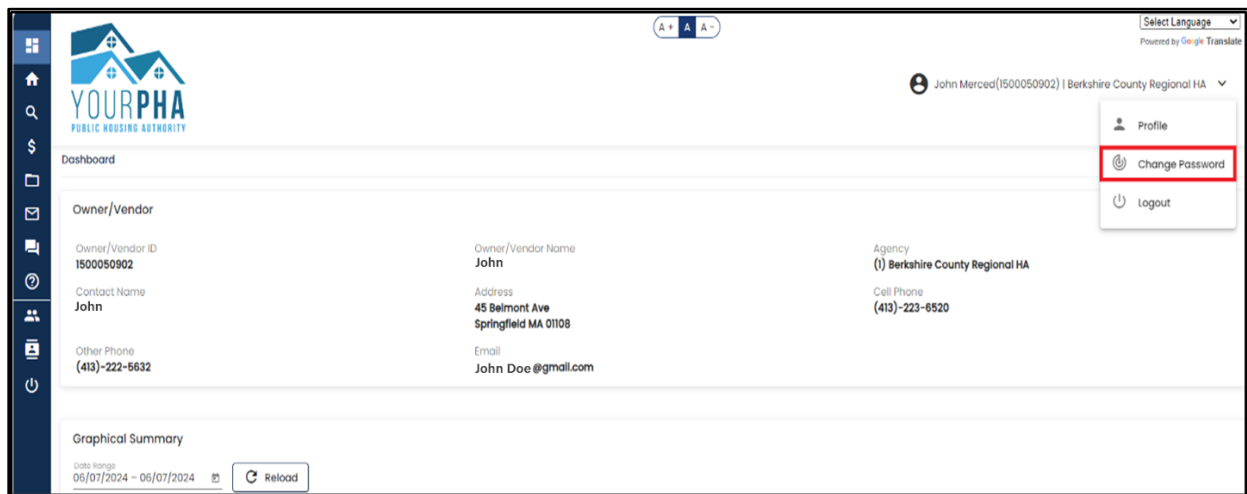 A + A A -
Select Language
Powered by Google Translate
YOURPHA
PUBLIC HOUSING AUTHORITY
John Merced(1500050902) | Berkshire County Regional HA
Profile
Change Password
Logout
Dashboard
Owner/Vendor
Owner/Vendor ID
1500050902
Owner/Vendor Name
John
Agency
(1) Berkshire County Regional HA
Contact Name
John
Address
45 Belmont Ave
Springfield MA 01108
Cell Phone
(413)-223-6520
Other Phone
(413)-222-5632
Email
John Doe@gmail.com
Graphical Summary
Date Range
06/07/2024 – 06/07/2024
Reload